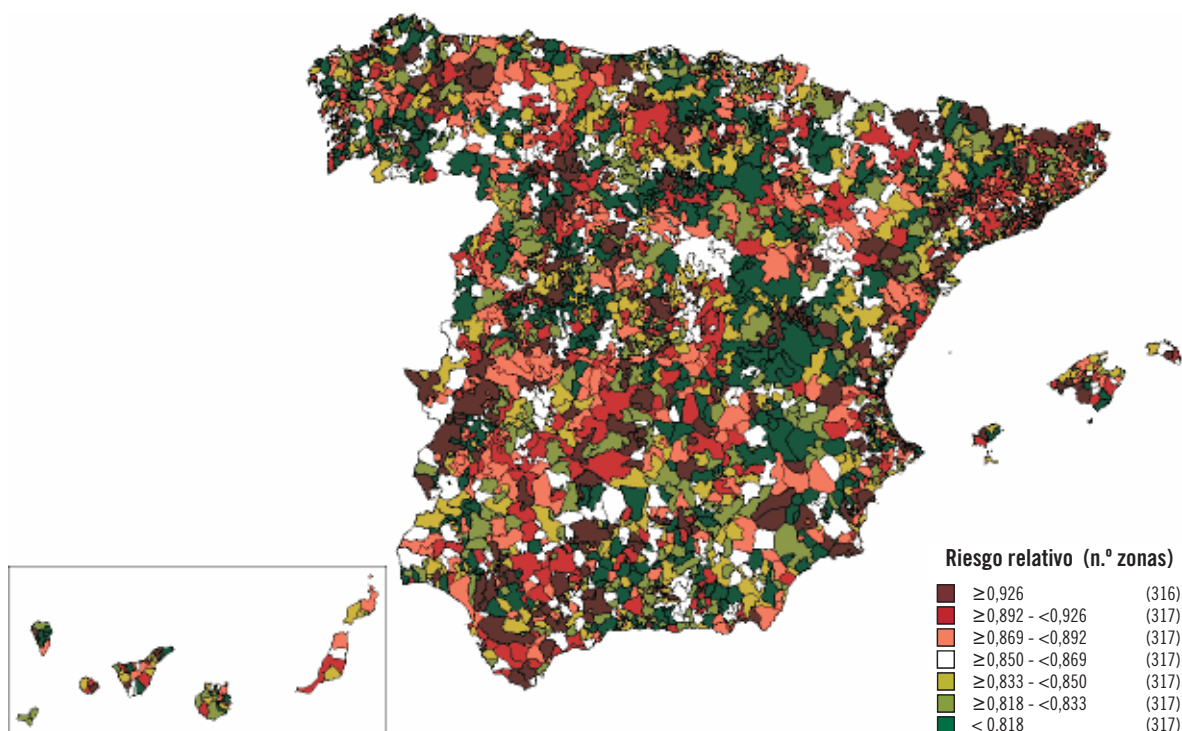 Riesgo relativo (n.º zonas)
≥0,926 (316)
≥0,892 - <0,926 (317)
≥0,869 - <0,892 (317)
≥0,850 - <0,869 (317)
≥0,833 - <0,850 (317)
≥0,818 - <0,833 (317)
< 0.818 (317)